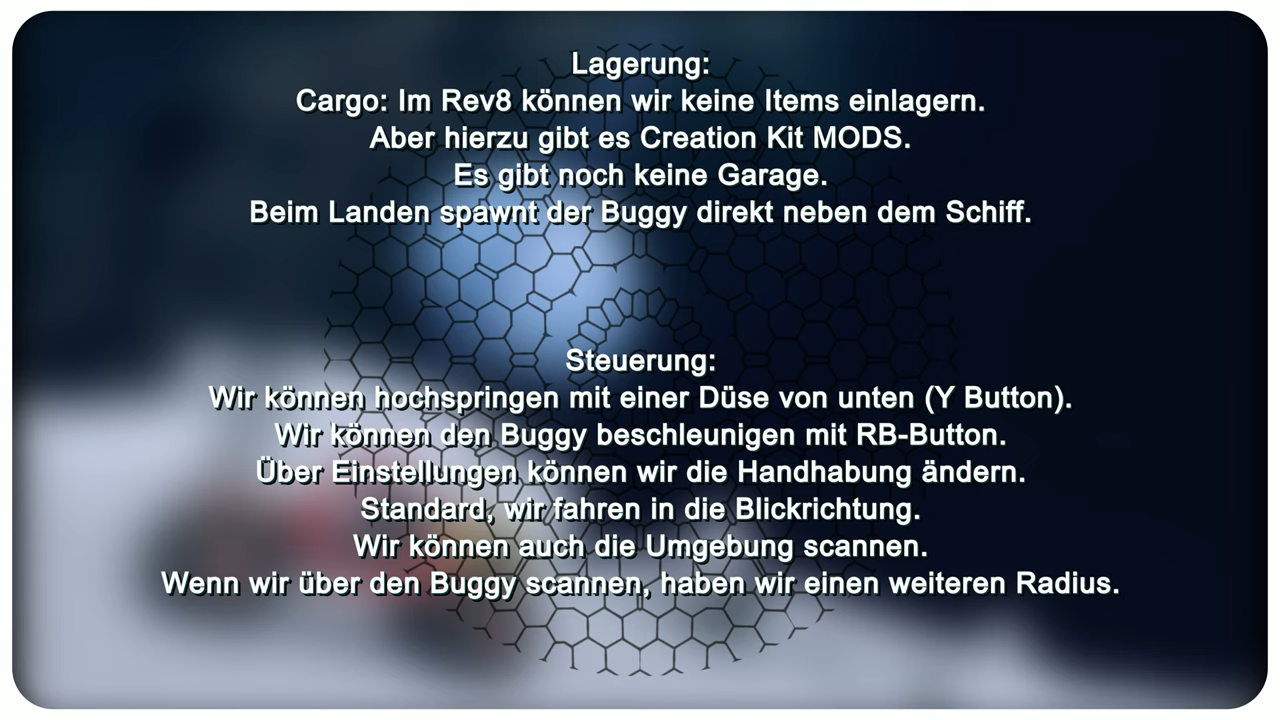 Lagerung:
Cargo: Im Rev8 können wir keine Items einlagern.
Aber hierzu gibt es Creation Kit MODS.
Es gibt noch keine Garage.
Beim Landen spawnt der Buggy direkt neben dem Schiff.
Steuerung:
Wir können hochspringen mit einer Düse von unten (Y Button).
Wir können den Buggy beschleunigen mit RB-Button.
Über Einstellungen können wir die Handhabung ändern.
Standard, wir fahren in die Blickrichtung.
Wir können auch die Umgebung scannen.
Wenn wir über den Buggy scannen, haben wir einen weiteren Radius.